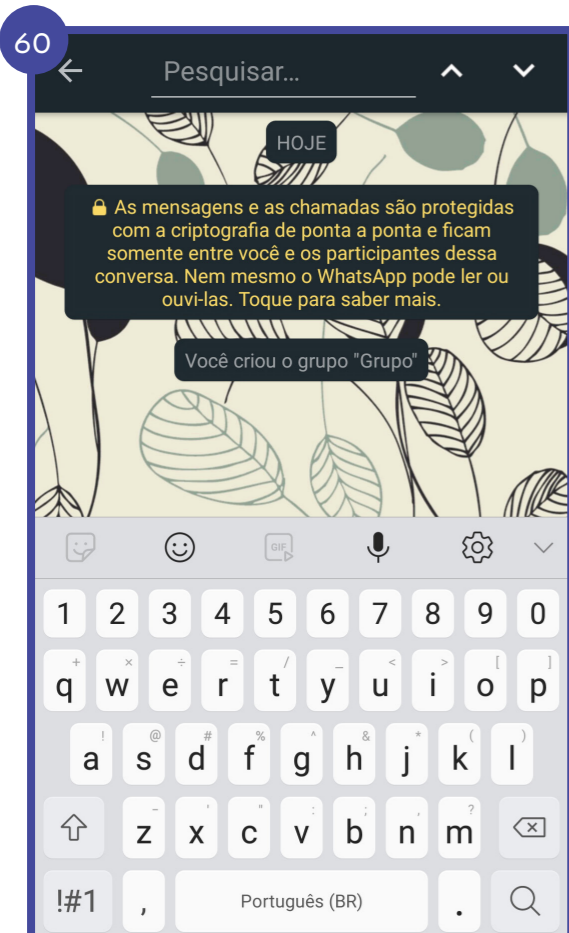 60
Pesquisar...
HOJE
As mensagens e as chamadas são protegidas
com a criptografia de ponta a ponta e ficam
somente entre você e os participantes dessa
conversa. Nem mesmo o WhatsApp pode ler ou
ouvi-las. Toque para saber mais.
Você criou o grupo "Grupo"
GIF
1 2 3 4 5 6 7 8 9 0
+ × ÷ = / _ < > [ ]
q w e r t y u i o p
! @ # % ^ & * ( )
a s d f g h j k l
- ' " : ; , ?
z x c v b n m
!#1 , Português (BR) .